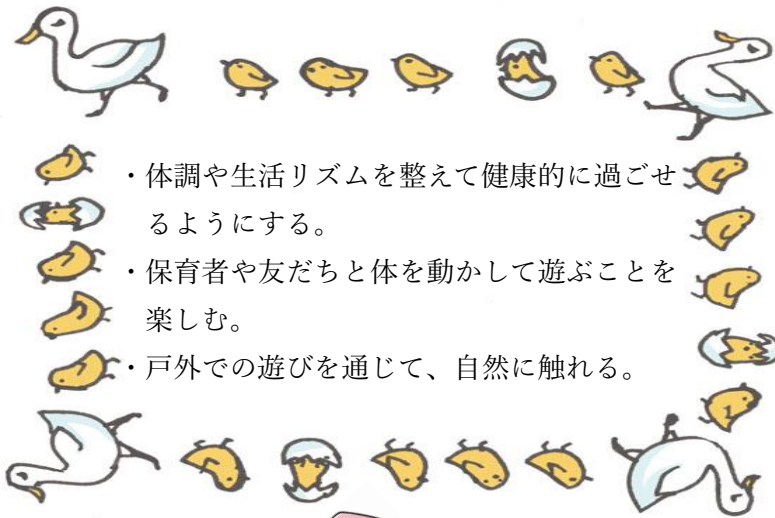 ・体調や生活リズムを整えて健康的に過ごせ
るようにする。
・保育者や友だちと体を動かして遊ぶことを
楽しむ。
・戸外での遊びを通じて、自然に触れる。